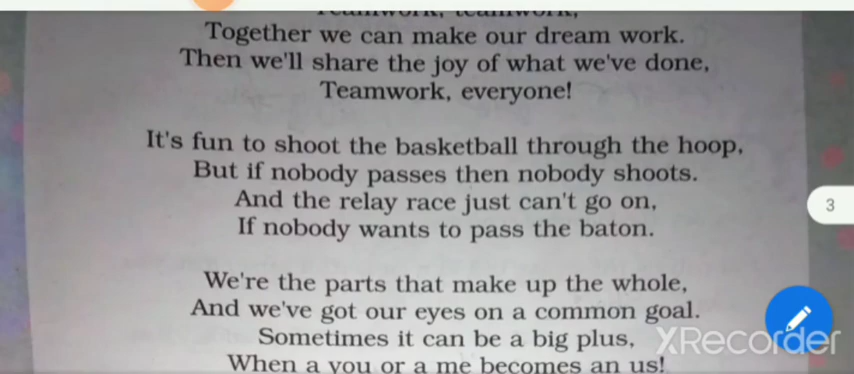 Teamwork, teamwork,
Together we can make our dream work.
Then we'll share the joy of what we've done,
Teamwork, everyone!
It's fun to shoot the basketball through the hoop,
But if nobody passes then nobody shoots.
And the relay race just can't go on,
If nobody wants to pass the baton.
3
We're the parts that make up the whole,
And we've got our eyes on a common goal.
Sometimes it can be a big plus,
XRecorder
When a you or a me becomes an us!